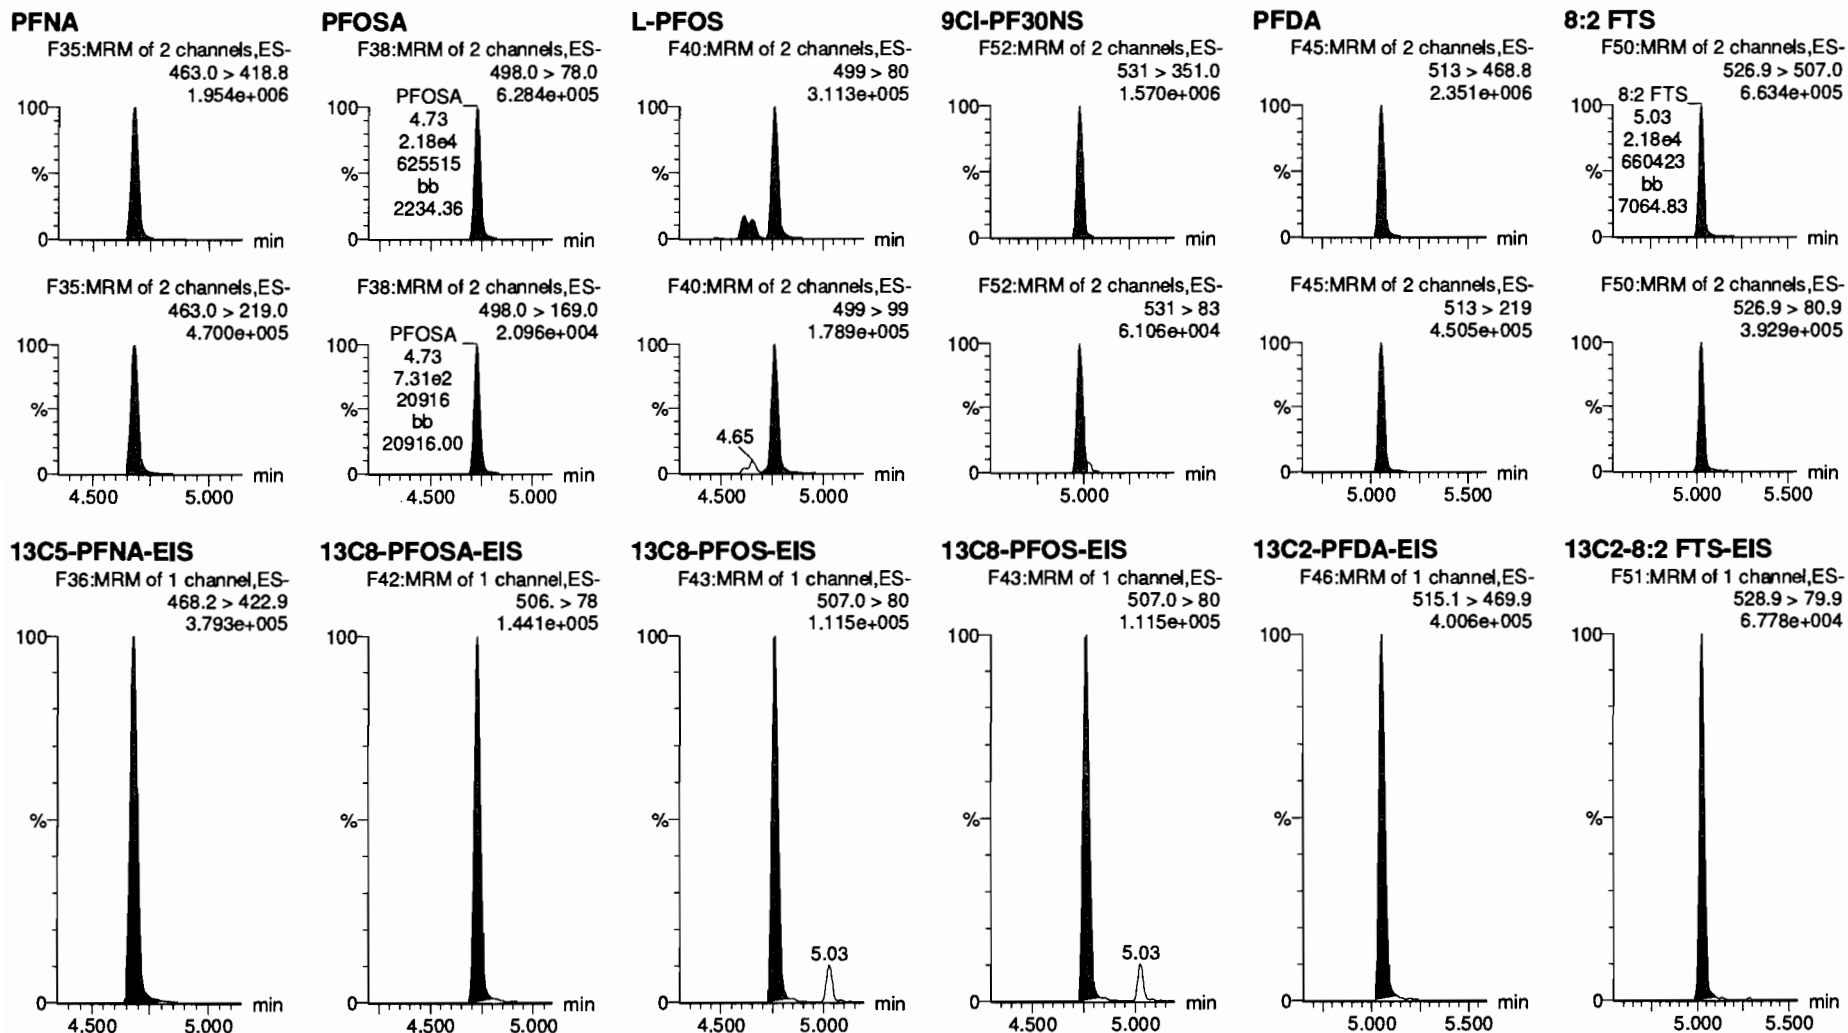 PFNA
F35:MRM of 2 channels,ES-
463.0 > 418.8
1.954e+006
100
%
0
min
F35:MRM of 2 channels,ES-
463.0 > 219.0
4.700e+005
100
%
0
min
4.500 5.000
13C5-PFNA-EIS
F36:MRM of 1 channel,ES-
468.2 > 422.9
3.793e+005
100
%
0
min
4.500 5.000
PFOSA
F38:MRM of 2 channels,ES-
498.0 > 78.0
6.284e+005
PFOSA
4.73
2.18e4
625515
bb
2234.36
100
%
0
min
F38:MRM of 2 channels,ES-
498.0 > 169.0
2.096e+004
PFOSA
4.73
7.31e2
20916
bb
20916.00
100
%
0
min
4.500 5.000
13C8-PFOSA-EIS
F42:MRM of 1 channel,ES-
506. > 78
1.441e+005
100
%
0
min
4.500 5.000
L-PFOS
F40:MRM of 2 channels,ES-
499 > 80
3.113e+005
100
%
0
min
F40:MRM of 2 channels,ES-
499 > 99
1.789e+005
100
%
4.65
0
min
4.500 5.000
13C8-PFOS-EIS
F43:MRM of 1 channel,ES-
507.0 > 80
1.115e+005
100
%
5.03
0
min
4.500 5.000
9Cl-PF30NS
F52:MRM of 2 channels,ES-
531 > 351.0
1.570e+006
100
%
0
min
F52:MRM of 2 channels,ES-
531 > 83
6.106e+004
100
%
0
min
5.000
13C8-PFOS-EIS
F43:MRM of 1 channel,ES-
507.0 > 80
1.115e+005
100
%
5.03
0
min
4.500 5.000
PFDA
F45:MRM of 2 channels,ES-
513 > 468.8
2.351e+006
100
%
0
min
F45:MRM of 2 channels,ES-
513 > 219
4.505e+005
100
%
0
min
5.000 5.500
13C2-PFDA-EIS
F46:MRM of 1 channel,ES-
515.1 > 469.9
4.006e+005
100
%
0
min
5.000 5.500
8:2 FTS
F50:MRM of 2 channels,ES-
526.9 > 507.0
6.634e+005
8:2 FTS
5.03
2.18e4
660423
bb
7064.83
100
%
0
min
F50:MRM of 2 channels,ES-
526.9 > 80.9
3.929e+005
100
%
0
min
5.000 5.500
13C2-8:2 FTS-EIS
F51:MRM of 1 channel,ES-
528.9 > 79.9
6.778e+004
100
%
0
min
5.000 5.500